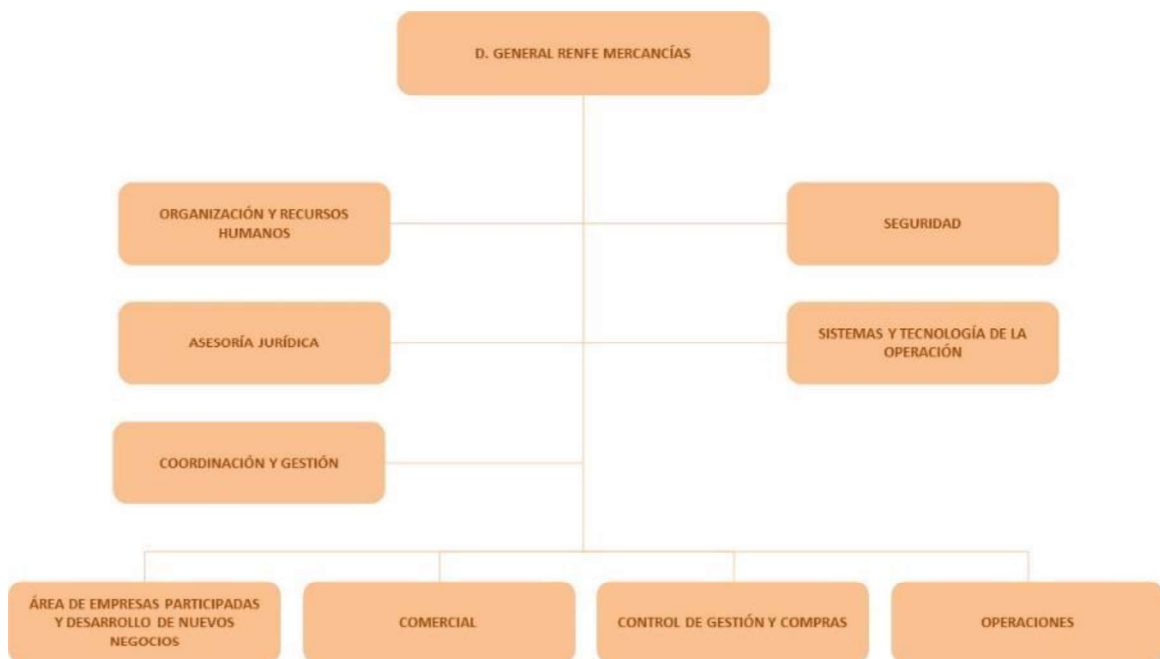 D. GENERAL RENFE MERCANCÍAS
ORGANIZACIÓN Y RECURSOS
HUMANOS
SEGURIDAD
ASESORÍA JURÍDICA
SISTEMAS Y TECNOLOGÍA DE LA
OPERACIÓN
COORDINACIÓN Y GESTIÓN
ÁREA DE EMPRESAS PARTICIPADAS
Y DESARROLLO DE NUEVOS
NEGOCIOS
COMERCIAL
CONTROL DE GESTIÓN Y COMPRAS
OPERACIONES